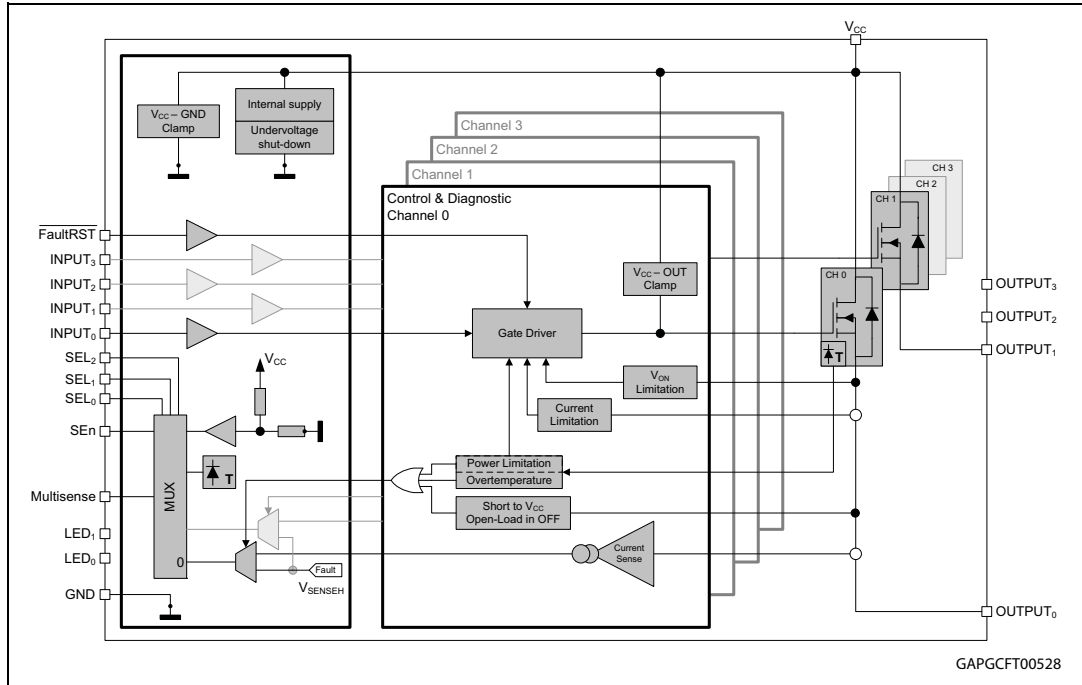 VCC
VCC – GND
Clamp
Internal supply
Undervoltage
shut-down
Channel 3
Channel 2
Channel 1
Control & Diagnostic
Channel 0
CH 3
CH 2
CH 1
CH 0
T
VCC – OUT
Clamp
FaultRST
INPUT3
INPUT2
INPUT1
INPUT0
SEL2
SEL1
SEL0
SEn
Multisense
LED1
LED0
GND
Gate Driver
VCC
VON
Limitation
Current
Limitation
Power Limitation
Overtemperature
Short to VCC
Open-Load in OFF
Current
Sense
MUX
T
0
Fault
VSENSEH
OUTPUT3
OUTPUT2
OUTPUT1
OUTPUT0
GAPGCFT00528